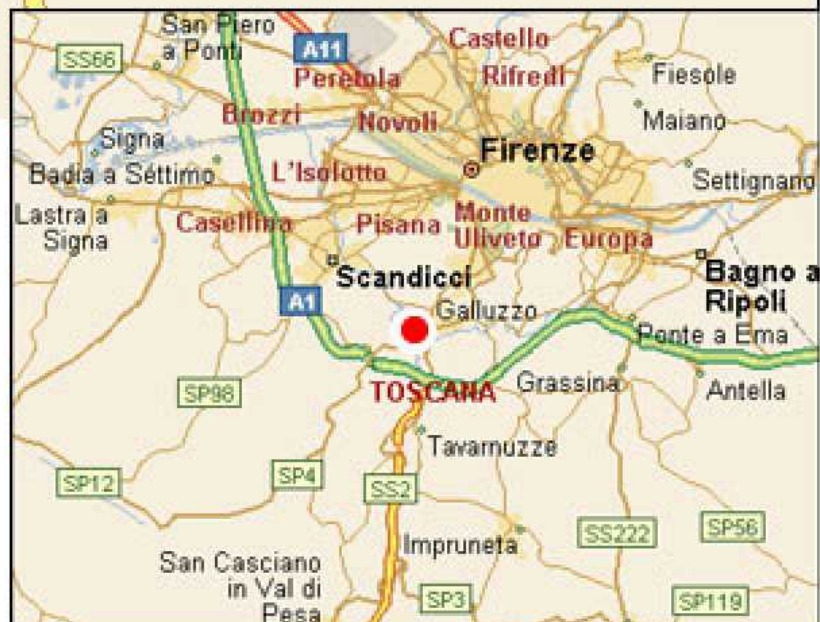 San Piero
a Ponti
A11
Castello
SS66
Peretola
Rifredi
Fiesole
Brozzi
Novoli
Maiano
Signa
Firenze
Badia a Settimo
L'Isolotto
Settignano
Lastra a
Signa
Casellina
Pisana
Monte
Uliveto
Europa
Scandicci
Bagno a
Ripoli
A1
Galluzzo
Ponte a Ema
TOSCANA
Grassina
SP98
Antella
Tavarnuzze
SP4
SP12
SS2
SS222
SP56
Impruneta
San Casciano
in Val di
Pesa
SP3
SP119